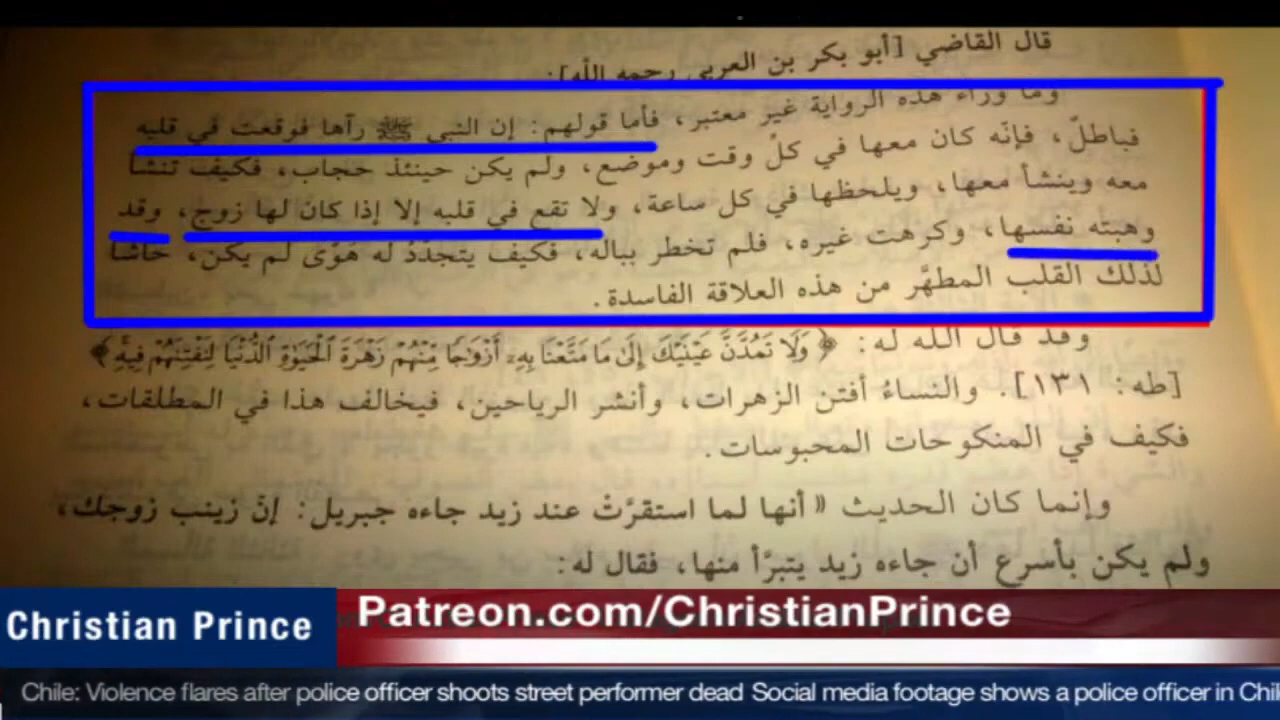 قال القاضي [أبو بكر بن العربي رحمه الله]:
وما وراء هذه الرواية غير معتبر، فأما قولهم: إن النبي ﷺ رآها فوقعت في قلبه
فباطلٌ، فإنّه كان معها في كلِّ وقت وموضع، ولم يكن حينئذ حجاب، فكيف تنشأ
معه وينشأ معها، ويلحظها في كل ساعة، ولا تقع في قلبه إلا إذا كان لها زوج، وقد
وهبته نفسها، وكرهت غيره، فلم تخطر بباله، فكيف يتجدّدُ له هَوًى لم يكن، حاشا
لذلك القلب المطهَّر من هذه العلاقة الفاسدة.
وقد قال الله له: ﴿وَلَا تَمُدَّنَّ عَيْنَيْكَ إِلَىٰ مَا مَتَّعْنَا بِهِۦ أَزْوَٰجًا مِّنْهُمْ زَهْرَةَ الْحَيَوٰةِ الدُّنْيَا لِنَفْتِنَهُمْ فِيهِ﴾
[طه: ١٣١]. والنساءُ أفتن الزهرات، وأنشر الرياحين، فيخالف هذا في المطلقات،
فكيف في المنكوحات المحبوسات.
وإنما كان الحديث «أنها لما استقرَّتْ عند زيد جاءه جبريل: إنّ زينب زوجك،
ولم يكن بأسرع أن جاءه زيد يتبرَّأ منها، فقال له:
Christian Prince
Patreon.com/ChristianPrince
Chile: Violence flares after police officer shoots street performer dead Social media footage shows a police officer in Chil